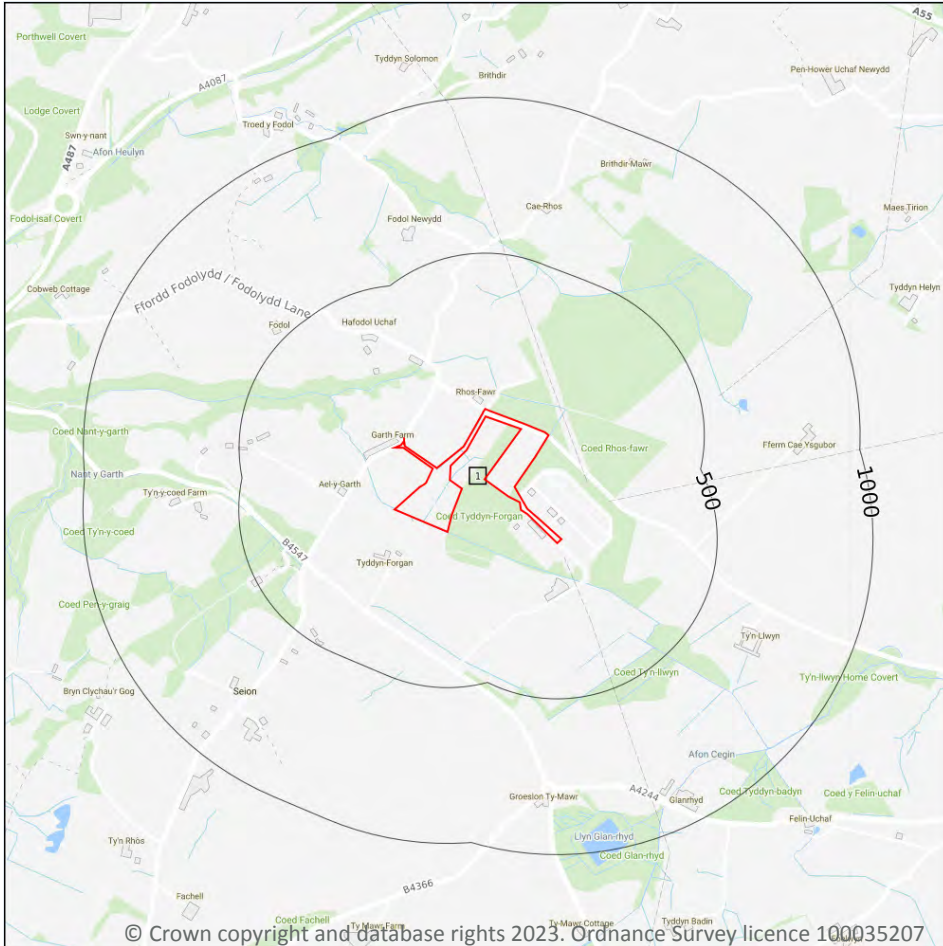 A55
Porthwell Covert
Tyddyn Solomon
Brithdir
Pen-Hower Uchaf Newydd
A4087
Lodge Covert
Troed y Fodol
Swn-y-nant
Afon Heulyn
A487
Brithdir-Mawr
Fodol-isaf Covert
Cae-Rhos
Maes Tirion
Fodol Newydd
Ffordd Fodolydd / Fodolydd Lane
Cobweb Cottage
Tyddyn Helyn
Fodol
Hafodol Uchaf
Rhos-Fawr
Coed Nant-y-garth
Garth Farm
Coed Rhos-fawr
Fferm Cae Ysgubor
Nant y Garth
1
500
1000
Ael-y-Garth
Ty'n-y-coed Farm
Coed Tyddyn-Forgan
Coed Ty'n-y-coed
B4547
Tyddyn-Forgan
Coed Pen-y-graig
Ty'n-Llwyn
Coed Ty'n-llwyn
Ty'n-llwyn Home Covert
Bryn Clychau'r Gog
Seion
Afon Cegin
A4244
Coed Tyddyn-badyn
Coed y Felin-uchaf
Groeslon Ty-Mawr
Glanrhyd
Felin-Uchaf
Llyn Glan-rhyd
Ty'n Rhos
Coed Glan-rhyd
B4366
Fachell
Coed Fachell
Ty Mawr Farm
Ty-Mawr Cottage
Tyddyn Badin
© Crown copyright and database rights 2023. Ordnance Survey licence 100035207